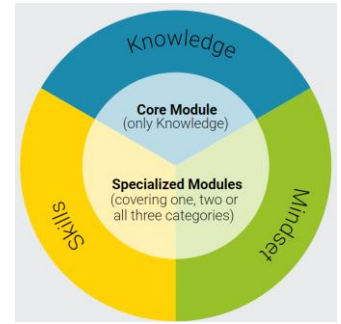 Knowledge
Core Module
(only Knowledge)
Specialized Modules
(covering one, two or
all three categories)
Skills
Mindset